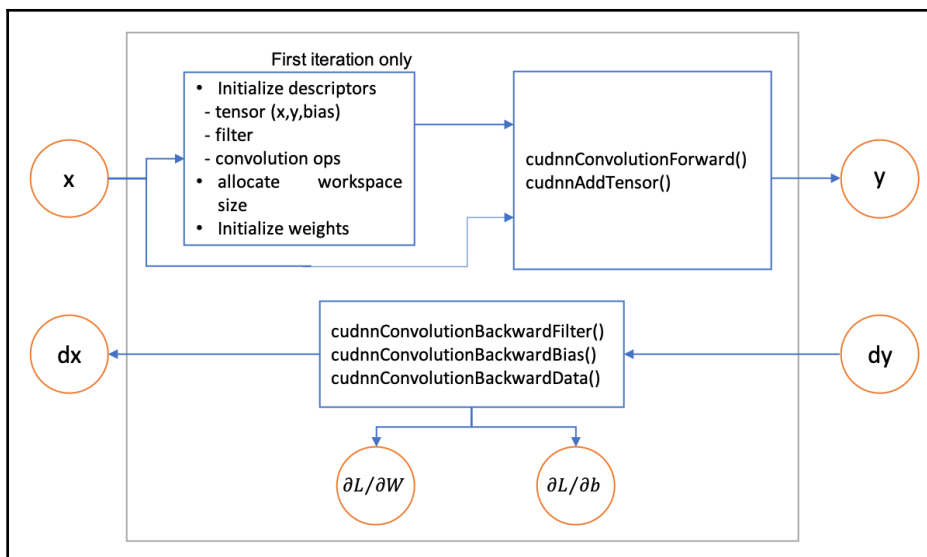 First iteration only
• Initialize descriptors
- tensor (x,y,bias)
- filter
- convolution ops
• allocate workspace
size
• Initialize weights
x
cudnnConvolutionForward()
cudnnAddTensor()
y
dx
cudnnConvolutionBackwardFilter()
cudnnConvolutionBackwardBias()
cudnnConvolutionBackwardData()
dy
∂L/∂W
∂L/∂b